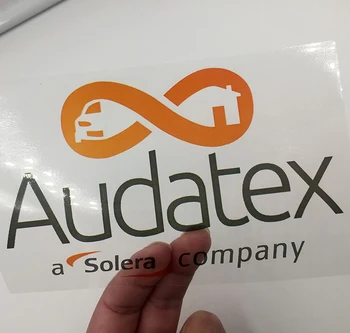 Audatex
a Solera company